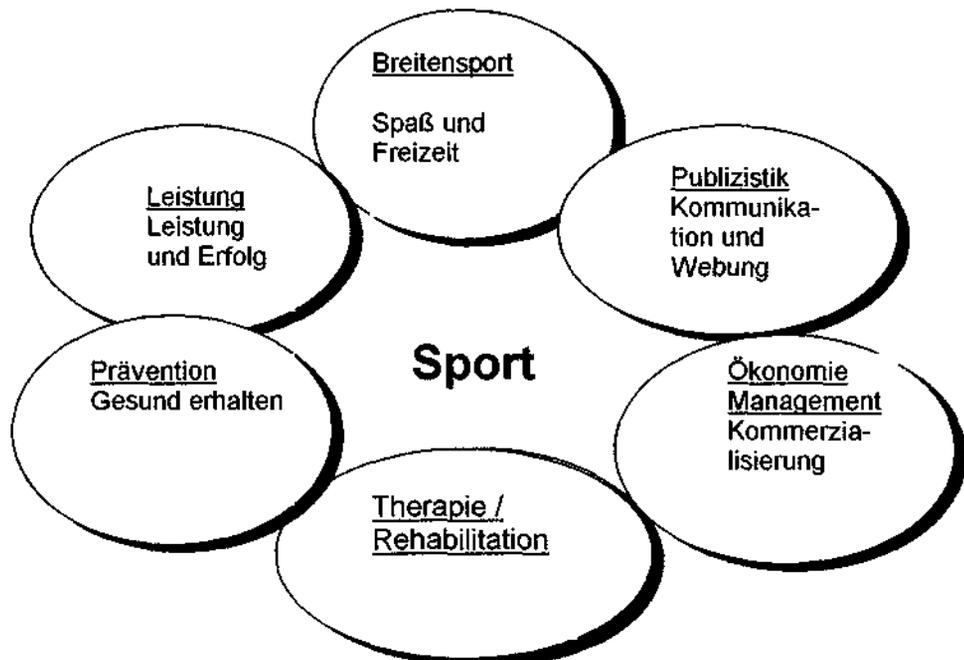 Breitensport
Spaß und
Freizeit
Leistung
Leistung
und Erfolg
Publizistik
Kommunika-
tion und
Webung
Sport
Prävention
Gesund erhalten
Ökonomie
Management
Kommerzia-
lisierung
Therapie /
Rehabilitation